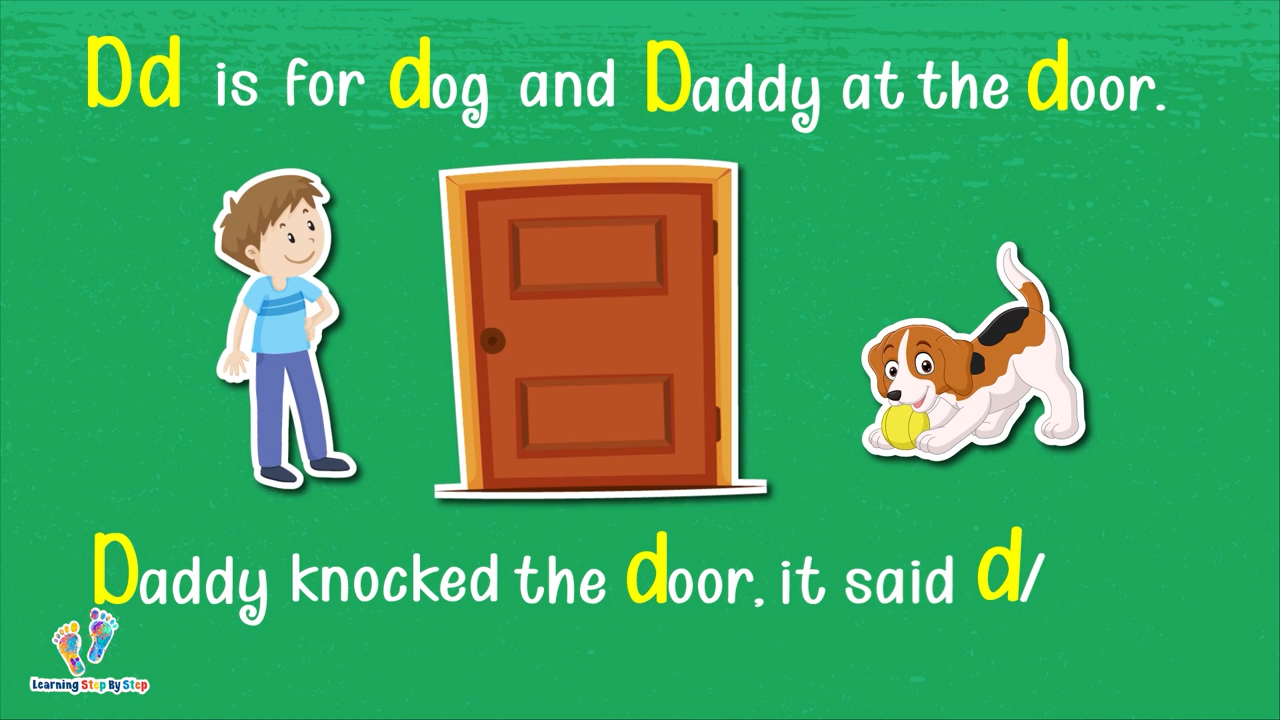 Dd is for dog and Daddy at the door.
Daddy knocked the door, it said d/
Learning Step By Step